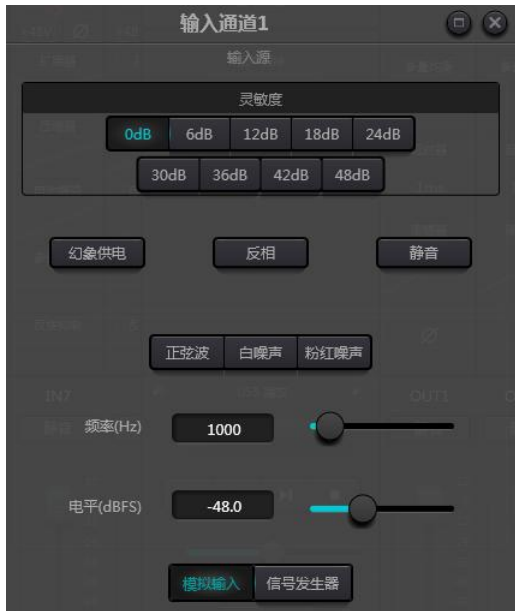 输入通道1
输入源
灵敏度
0dB 6dB 12dB 18dB 24dB
30dB 36dB 42dB 48dB
幻象供电 反相 静音
正弦波 白噪声 粉红噪声
IN7 OUT1
频率(Hz) 1000
电平(dBFS) -48.0
模拟输入 信号发生器